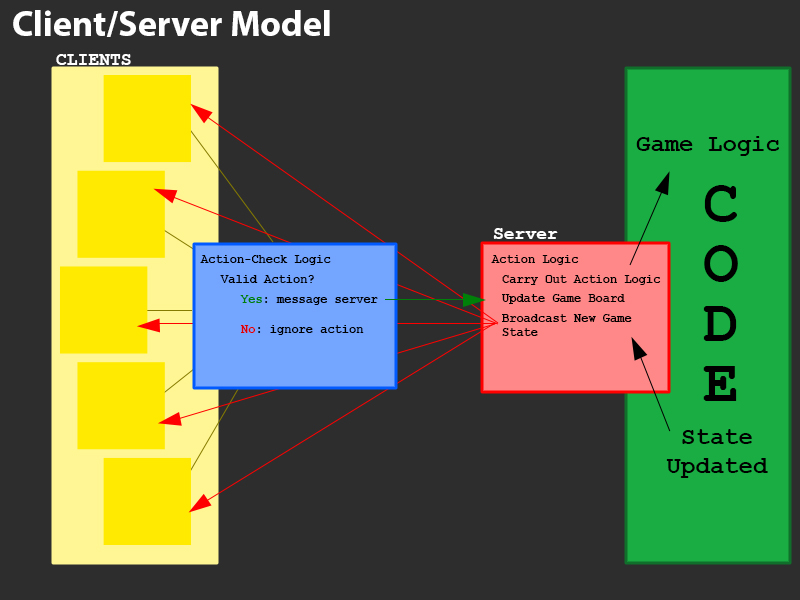 Client/Server Model
CLIENTS
Action-Check Logic
Valid Action?
Yes: message server
No: ignore action
Server
Action Logic
Carry Out Action Logic
Update Game Board
Broadcast New Game
State
Game Logic
C
O
D
E
State
Updated